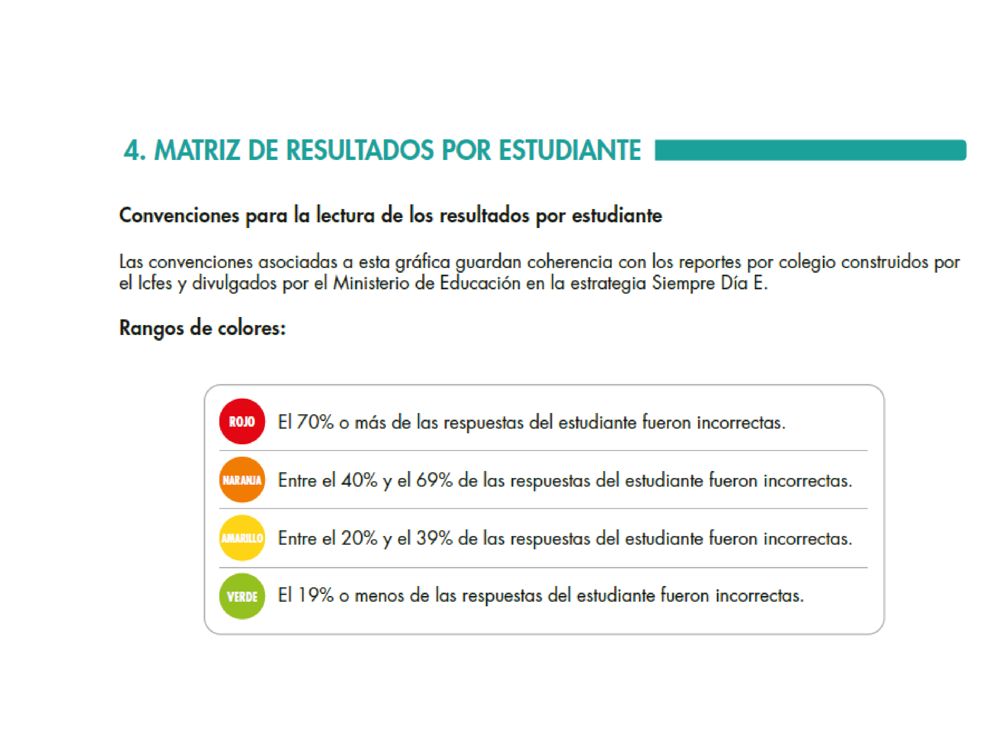 4. MATRIZ DE RESULTADOS POR ESTUDIANTE
Convenciones para la lectura de los resultados por estudiante
Las convenciones asociadas a esta gráfica guardan coherencia con los reportes por colegio construidos por
el Icfes y divulgados por el Ministerio de Educación en la estrategia Siempre Día E.
Rangos de colores:
ROJO El 70% o más de las respuestas del estudiante fueron incorrectas.
NARANJA Entre el 40% y el 69% de las respuestas del estudiante fueron incorrectas.
AMARILLO Entre el 20% y el 39% de las respuestas del estudiante fueron incorrectas.
VERDE El 19% o menos de las respuestas del estudiante fueron incorrectas.